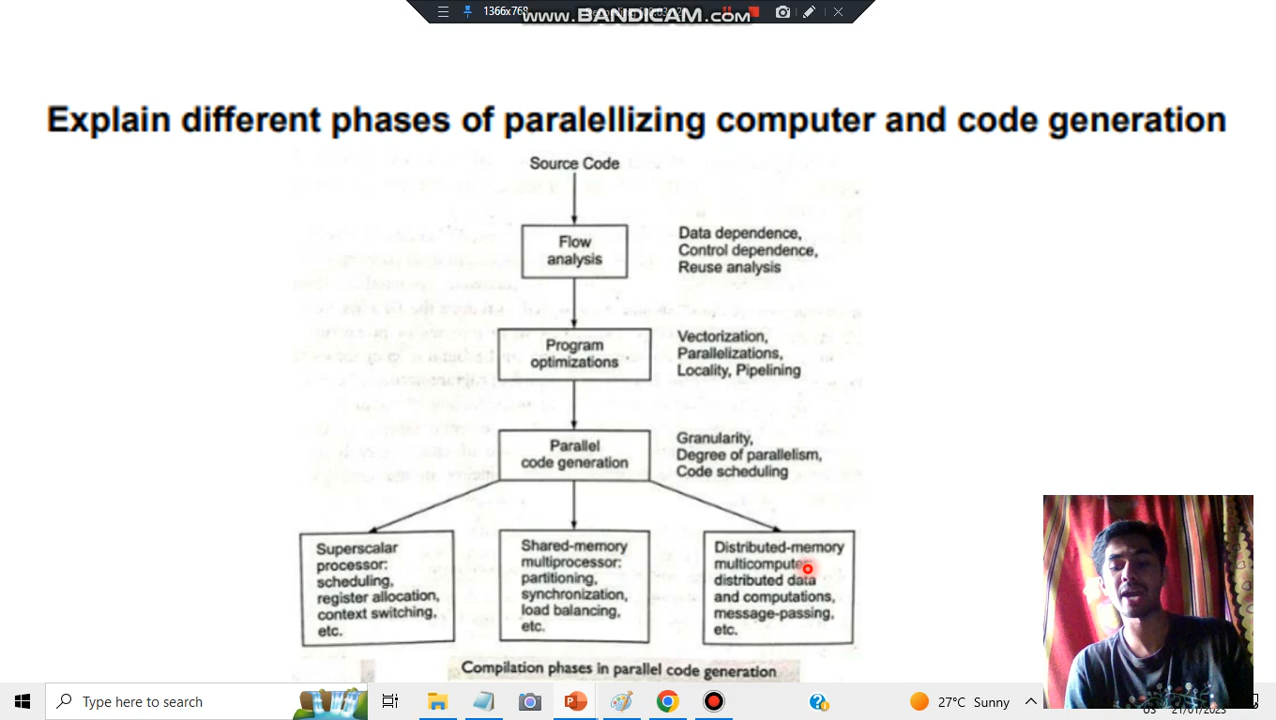 1366x768
www.BANDICAM.com
Explain different phases of paralellizing computer and code generation
Source Code
Flow
analysis
Data dependence,
Control dependence,
Reuse analysis
Program
optimizations
Vectorization,
Parallelizations,
Locality, Pipelining
Parallel
code generation
Granularity,
Degree of parallelism,
Code scheduling
Superscalar
processor:
scheduling,
register allocation,
context switching,
etc.
Shared-memory
multiprocessor:
partitioning,
synchronization,
load balancing,
etc.
Distributed-memory
distributed data
and computations,
message-passing,
etc.
Compilation phases in parallel code generation
Type here to search
27°C Sunny
21/01/2023